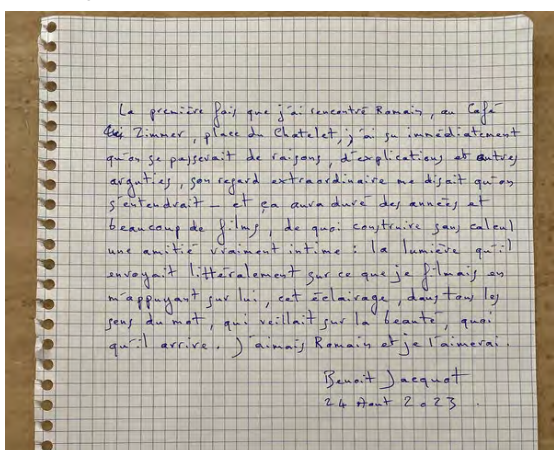 La première fois que j'ai rencontré Romain, au Café
Zimmer, place du Chatelet, j'ai su immédiatement
qu'on se passerait de raisons, d'explications et autres
arguties, son regard extraordinaire me disait qu'on
s'entendrait – et ça aura duré des années et
beaucoup de films, de quoi construire sans calcul
une amitié vraiment intime : la lumière qu'il
envoyait littéralement sur ce que je filmais en
m'appuyant sur lui, cet éclairage, dans tous les
sens du mot, qui veillait sur la beauté, quoi
qu'il arrive. J'aimais Romain et je l'aimerai.
Benoit Jacquot
24 Aout 2023.